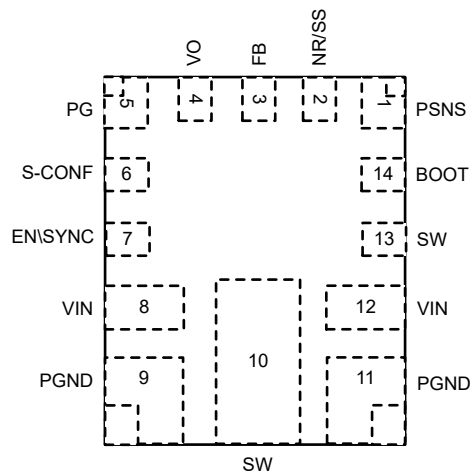 VO FB NR/SS
5 4 3 2 1
PG PSNS
S-CONF 6 14 BOOT
EN\SYNC 7 13 SW
VIN 8 12 VIN
10
PGND 9 11 PGND
SW